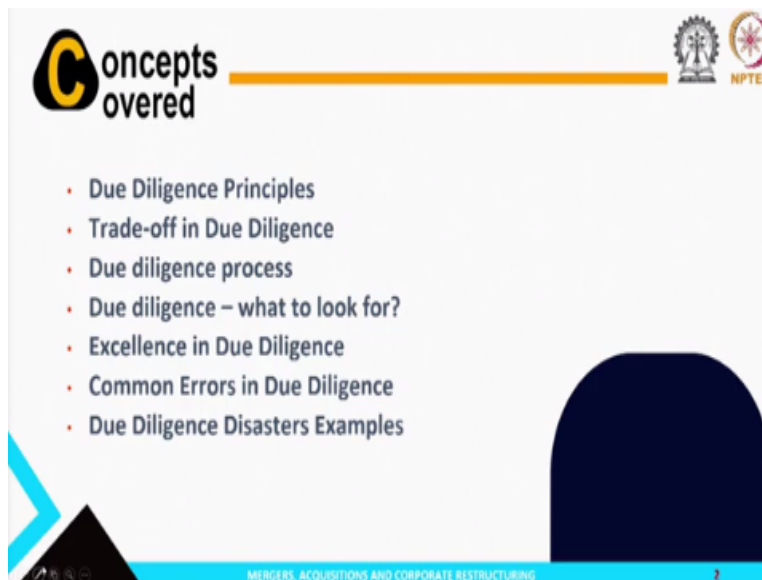 Concepts
Covered
NPTE
Due Diligence Principles
Trade-off in Due Diligence
Due diligence process
Due diligence – what to look for?
Excellence in Due Diligence
Common Errors in Due Diligence
Due Diligence Disasters Examples
MERGERS, ACQUISITIONS AND CORPORATE RESTRUCTURING
2